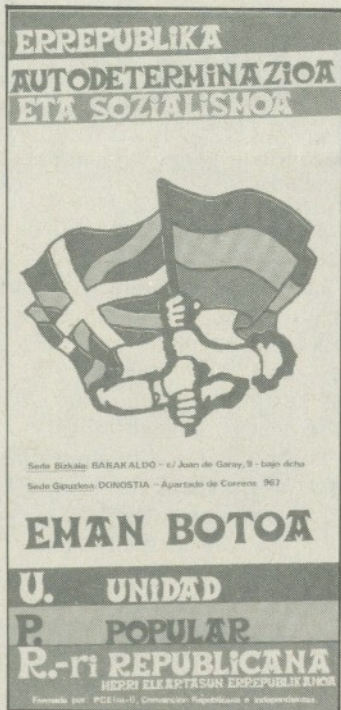 ERREPUBLIKA
AUTODETERMINAZIOA
ETA SOZIALISMOA
Sede Bizkaia: BARAKALDO - c/ Juan de Garay, 9 - bajo dcha
Sede Gipuzkoa: DONOSTIA - Apartado de Correos 967
EMAN BOTOA
U. UNIDAD
P. POPULAR
R.-ri REPUBLICANA
HERRI ELKARTASUN ERREPUBLIKANOA
Formada por: PCE(m-l), Convención Republicana e independientes.